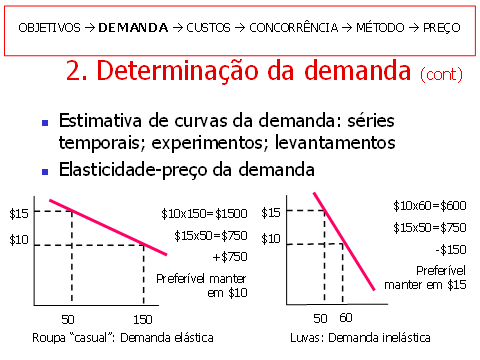 OBJETIVOS → DEMANDA → CUSTOS → CONCORRÊNCIA → MÉTODO → PREÇO
2. Determinação da demanda (cont)
Estimativa de curvas da demanda: séries
temporais; experimentos; levantamentos
Elasticidade-preço da demanda
$15
$10
50
150
$10x150=$1500
$15x50=$750
+$750
Preferível manter
em $10
Roupa “casual”: Demanda elástica
$15
$10
50
60
$10x60=$600
$15x50=$750
-$150
Preferível
manter em $15
Luvas: Demanda inelástica